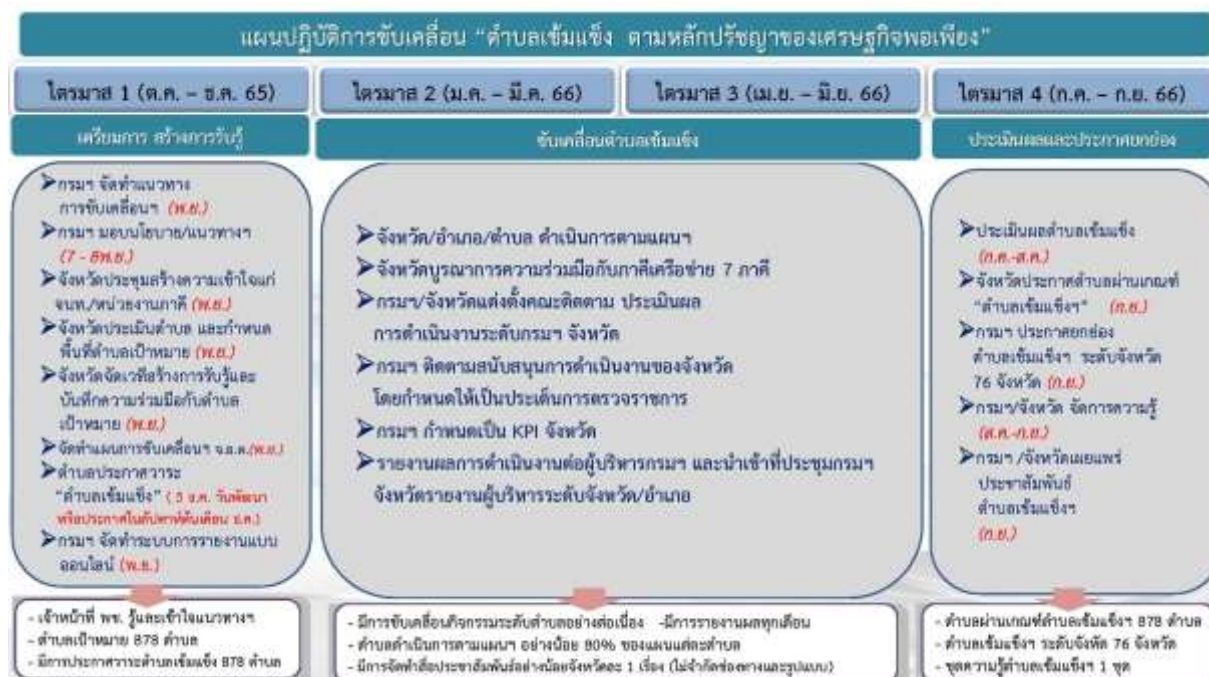 แผนปฏิบัติการขับเคลื่อน “ตำบลเข้มแข็ง ตามหลักปรัชญาของเศรษฐกิจพอเพียง”
ไตรมาส 1 (ต.ค. – ธ.ค. 65)
ไตรมาส 2 (ม.ค. – มี.ค. 66)
ไตรมาส 3 (เม.ย. – มิ.ย. 66)
ไตรมาส 4 (ก.ค. – ก.ย. 66)
เตรียมการ สร้างการรับรู้
ขับเคลื่อนตำบลเข้มแข็ง
ประเมินผลและประกาศยกย่อง
➤กรมฯ จัดทำแนวทาง
การขับเคลื่อนฯ (พ.ย.)
➤กรมฯ มอบนโยบาย/แนวทางฯ
(7 - 8พ.ย.)
➤จังหวัดประชุมสร้างความเข้าใจแก่
จนท./หน่วยงานภาคี (พ.ย.)
➤จังหวัดประเมินตำบล และกำหนด
พื้นที่ตำบลเป้าหมาย (พ.ย.)
➤จังหวัดจัดเวทีสร้างการรับรู้และ
บันทึกความร่วมมือกับตำบล
เป้าหมาย (พ.ย.)
➤จัดทำแผนการขับเคลื่อนฯ จ.อ.ต.(พ.ย.)
➤ตำบลประกาศวาระ
“ตำบลเข้มแข็ง” ( 5 ธ.ค. วันพัฒนา
หรือประกาศในสัปดาห์ต้นเดือน ธ.ค.)
➤กรมฯ จัดทำระบบการรายงานแบบ
ออนไลน์ (พ.ย.)
➤จังหวัด/อำเภอ/ตำบล ดำเนินการตามแผนฯ
➤จังหวัดบูรณาการความร่วมมือกับภาคีเครือข่าย 7 ภาคี
➤กรมฯ/จังหวัดแต่งตั้งคณะติดตาม ประเมินผล
การดำเนินงานระดับกรมฯ จังหวัด
➤กรมฯ ติดตามสนับสนุนการดำเนินงานของจังหวัด
โดยกำหนดให้เป็นประเด็นการตรวจราชการ
➤กรมฯ กำหนดเป็น KPI จังหวัด
➤รายงานผลการดำเนินงานต่อผู้บริหารกรมฯ และนำเข้าที่ประชุมกรมฯ
จังหวัดรายงานผู้บริหารระดับจังหวัด/อำเภอ
➤ประเมินผลตำบลเข้มแข็ง
(ก.ค.-ส.ค.)
➤จังหวัดประกาศตำบลผ่านเกณฑ์
“ตำบลเข้มแข็งฯ” (ก.ย.)
➤กรมฯ ประกาศยกย่อง
ตำบลเข้มแข็งฯ ระดับจังหวัด
76 จังหวัด (ก.ย.)
➤กรมฯ/จังหวัด จัดการความรู้
(ส.ค.-ก.ย.)
➤กรมฯ /จังหวัดเผยแพร่
ประชาสัมพันธ์
ตำบลเข้มแข็งฯ
(ก.ย.)
- เจ้าหน้าที่ พช. รู้และเข้าใจแนวทางฯ
- ตำบลเป้าหมาย 878 ตำบล
- มีการประกาศวาระตำบลเข้มแข็ง 878 ตำบล
- มีการขับเคลื่อนกิจกรรมระดับตำบลอย่างต่อเนื่อง -มีการรายงานผลทุกเดือน
- ตำบลดำเนินการตามแผนฯ อย่างน้อย 80% ของแผนแต่ละตำบล
- มีการจัดทำสื่อประชาสัมพันธ์อย่างน้อยจังหวัดละ 1 เรื่อง (ไม่จำกัดช่องทางและรูปแบบ)
- ตำบลผ่านเกณฑ์ตำบลเข้มแข็งฯ 878 ตำบล
- ตำบลเข้มแข็งฯ ระดับจังหัด 76 จังหวัด
- ชุดความรู้ตำบลเข้มแข็งฯ 1 ชุด